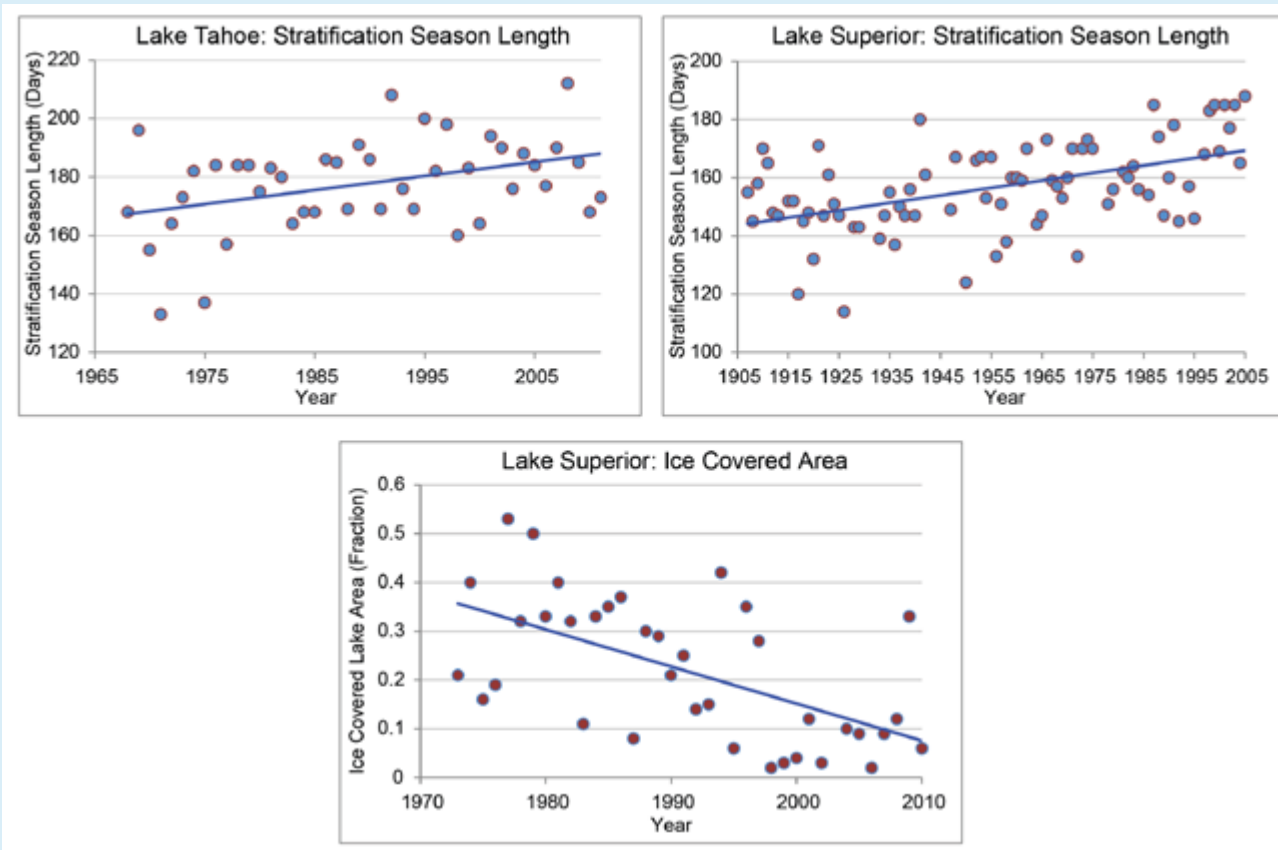 Lake Tahoe: Stratification Season Length
Stratification Season Length (Days)
220
200
180
160
140
120
1965 1975 1985 1995 2005
Year
Lake Superior: Stratification Season Length
Stratification Season Length (Days)
200
180
160
140
120
100
1905 1915 1925 1935 1945 1955 1965 1975 1985 1995 2005
Year
Lake Superior: Ice Covered Area
Ice Covered Lake Area (Fraction)
0.6
0.5
0.4
0.3
0.2
0.1
0
1970 1980 1990 2000 2010
Year